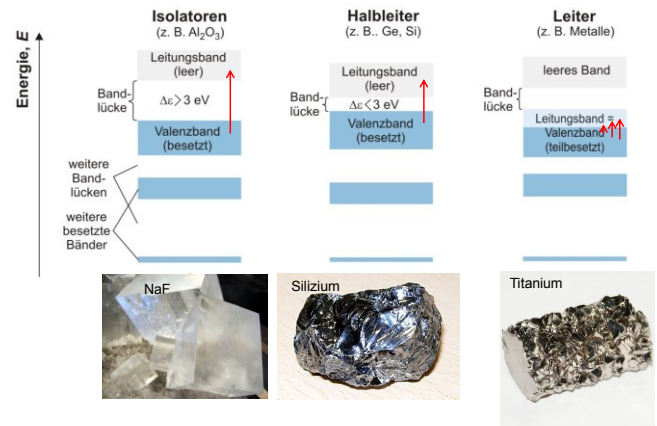 Energie, E
Isolatoren
(z. B. Al₂O₃)
Leitungsband
(leer)
Band-
lücke
Δε>3 eV
Valenzband
(besetzt)
weitere
Band-
lücken
weitere
besetzte
Bänder
NaF
Halbleiter
(z. B.. Ge, Si)
Leitungsband
(leer)
Band-
lücke
Δε<3 eV
Valenzband
(besetzt)
Silizium
Leiter
(z. B. Metalle)
leeres Band
Band-
lücke
Leitungsband =
Valenzband
(teilbesetzt)
Titanium